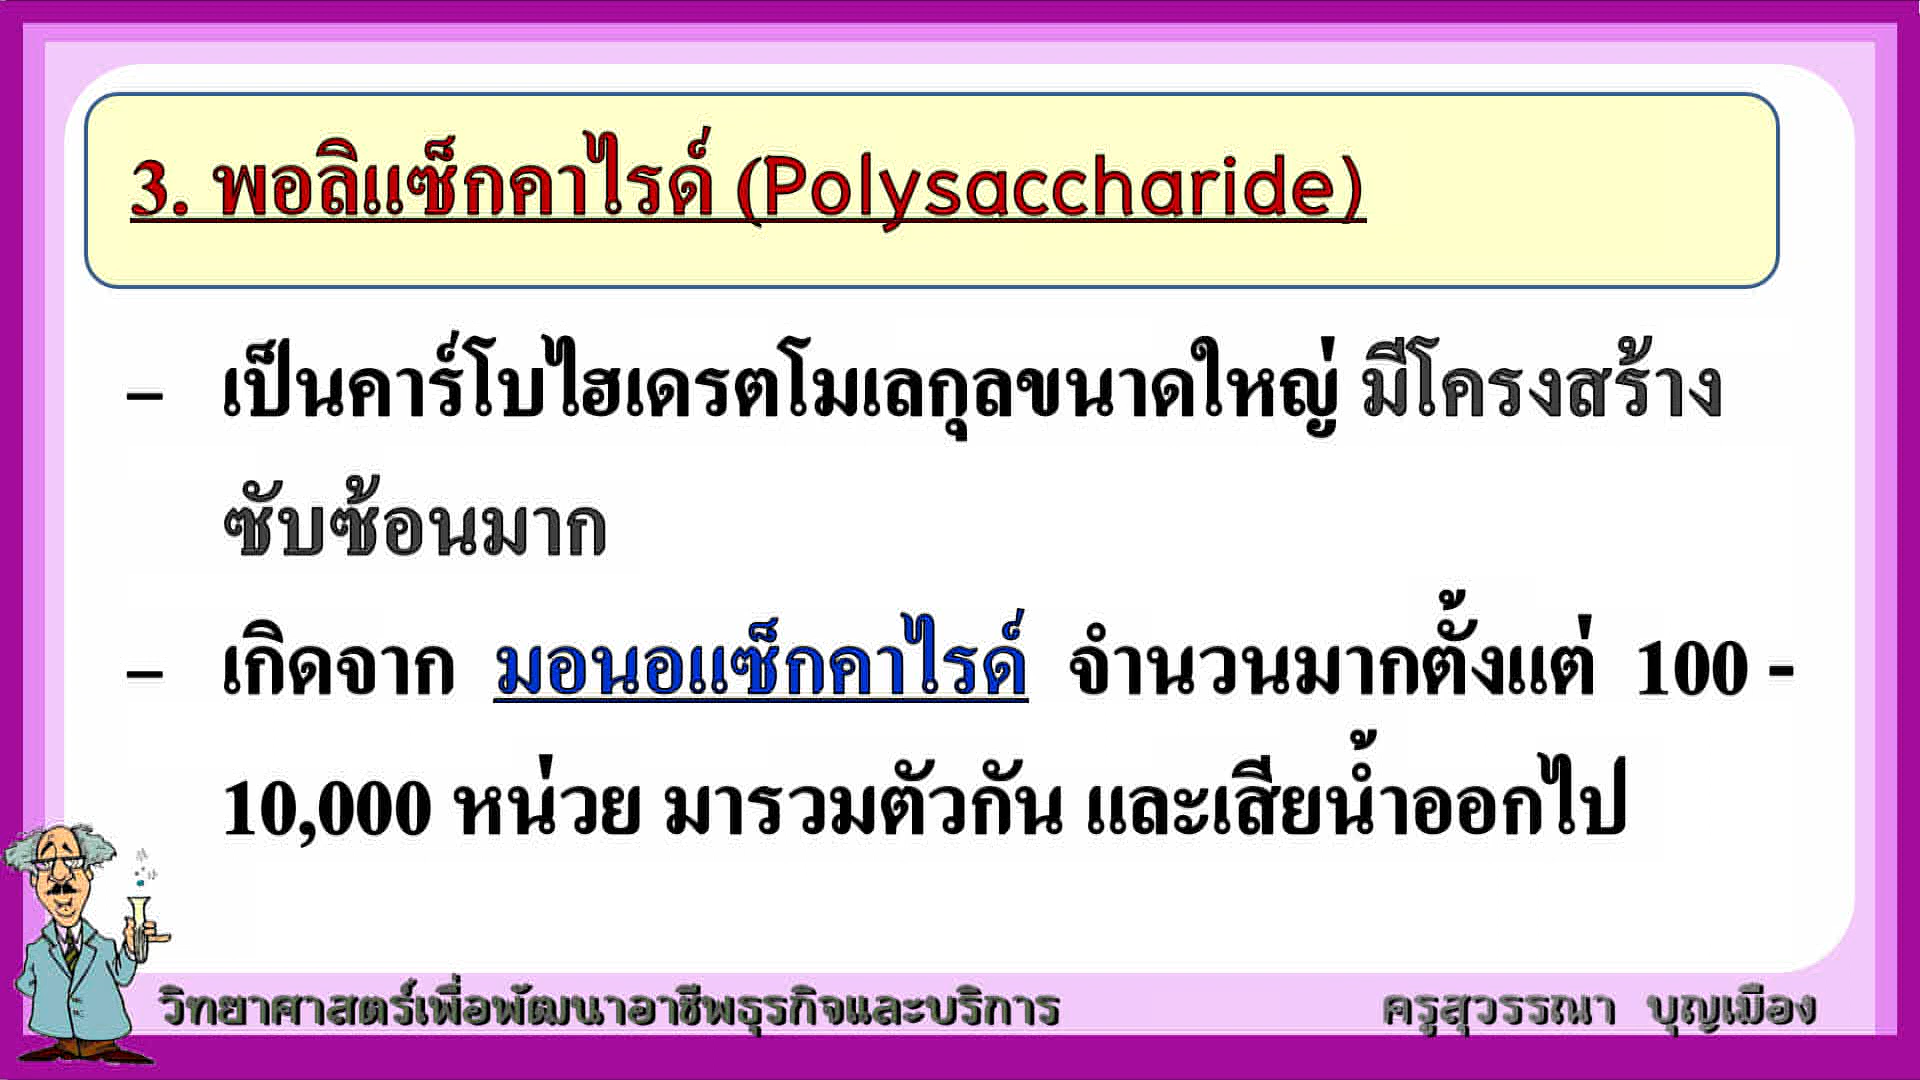 3. พอลิแซ็กคาไรด์ (Polysaccharide)
– เป็นคาร์โบไฮเดรตโมเลกุลขนาดใหญ่ มีโครงสร้าง
ซับซ้อนมาก
– เกิดจาก มอนอแซ็กคาไรด์ จำนวนมากตั้งแต่ 100 -
10,000 หน่วย มารวมตัวกัน และเสียน้ำออกไป
วิทยาศาสตร์เพื่อพัฒนาอาชีพธุรกิจและบริการ ครูสุวรรณา บุญเมือง